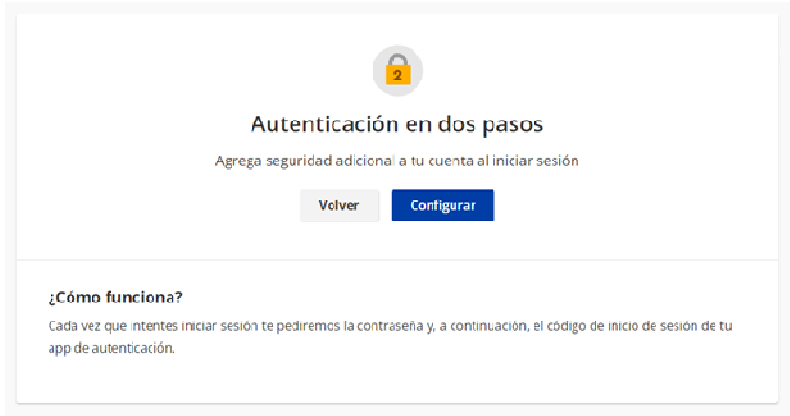 2
Autenticación en dos pasos
Agrega seguridad adicional a tu cuenta al iniciar sesión
Volver
Configurar
¿Cómo funciona?
Cada vez que intentes iniciar sesión te pediremos la contraseña y, a continuación, el código de inicio de sesión de tu
app de autenticación.